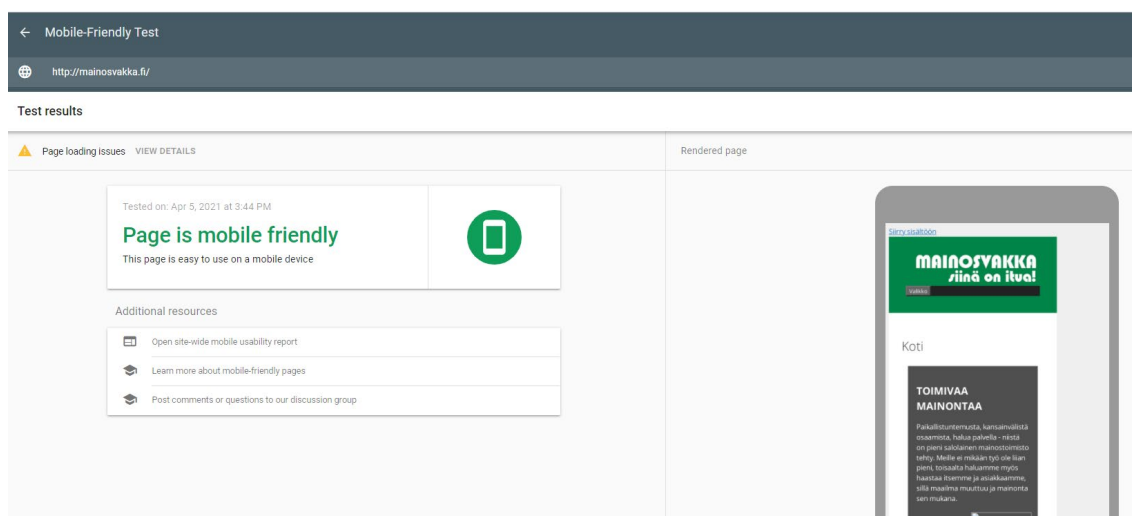 Mobile-Friendly Test
http://mainosvakka.fi/
Test results
Page loading issues VIEW DETAILS
Rendered page
Tested on: Apr 5, 2021 at 3:44 PM
Page is mobile friendly
This page is easy to use on a mobile device
Additional resources
Open site-wide mobile usability report
Learn more about mobile-friendly pages
Post comments or questions to our discussion group
Siirry sisältöön
MAINOSVAKKA
siinä on itua!
Valikko
Koti
TOIMIVAA
MAINONTAA
Paikallistuntemusta, kansainvälistä
osaamista, halua palvella - niistä
on pieni salolainen mainostoimisto
tehty. Meille ei mikään työ ole liian
pieni, toisaalta haluamme myös
haastaa itsemme ja asiakkaamme,
sillä maailma muuttuu ja mainonta
sen mukana.